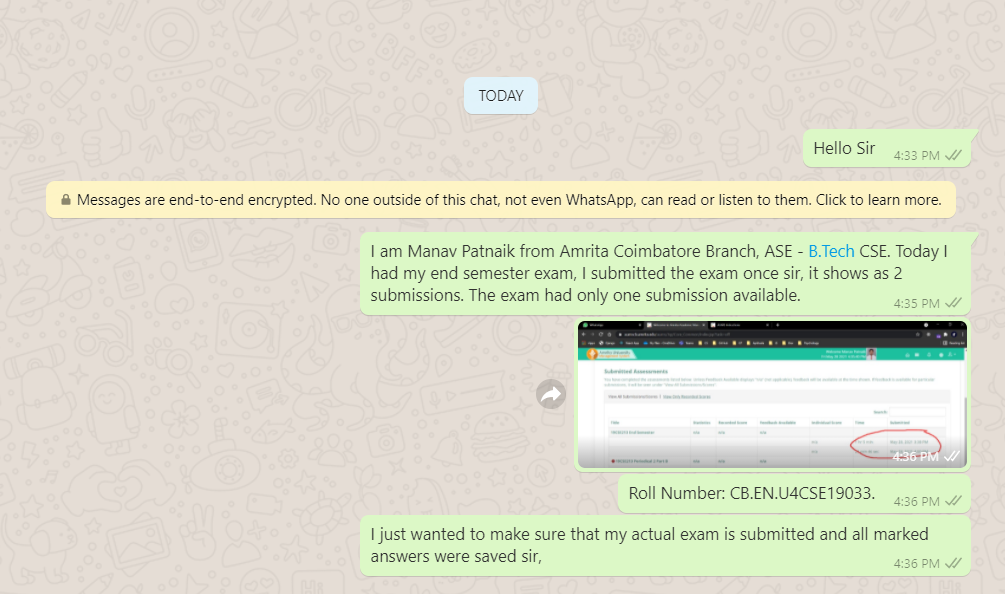 TODAY
Hello Sir
4:33 PM
Messages are end-to-end encrypted. No one outside of this chat, not even WhatsApp, can read or listen to them. Click to learn more.
I am Manav Patnaik from Amrita Coimbatore Branch, ASE - B.Tech CSE. Today I
had my end semester exam, I submitted the exam once sir, it shows as 2
submissions. The exam had only one submission available.
4:35 PM
Submitted Assessments
Title
Submitted
4:36 PM
Roll Number: CB.EN.U4CSE19033.
4:36 PM
I just wanted to make sure that my actual exam is submitted and all marked
answers were saved sir,
4:36 PM